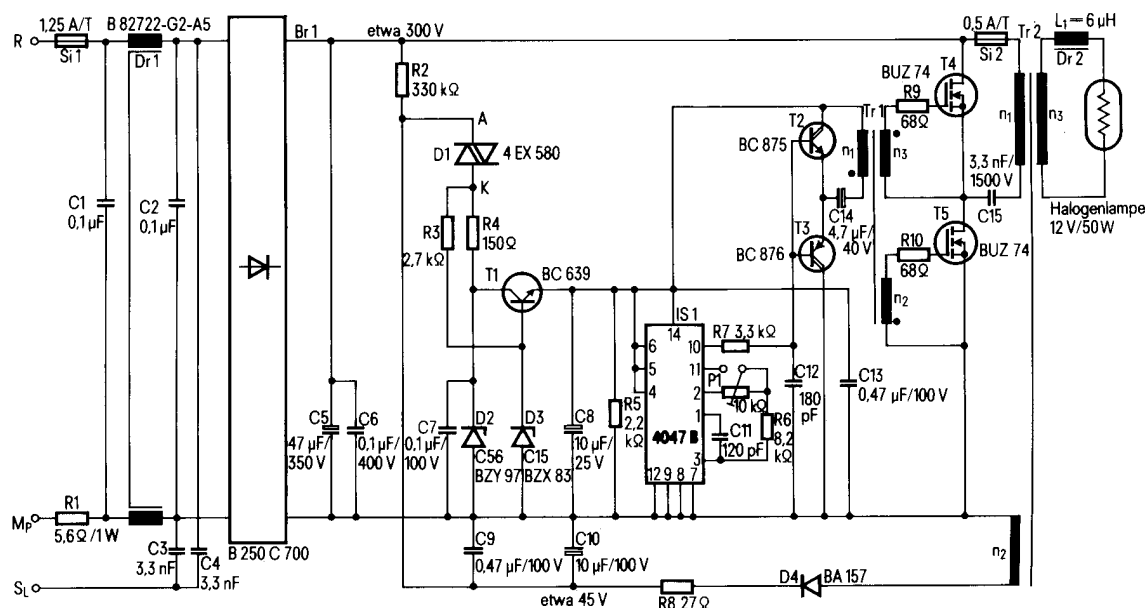 R
1,25 A/T
Si 1
B 82722-G2-A5
Dr 1
Br 1
etwa 300 V
R2
330 kΩ
A
D1
4 EX 580
K
R3
2,7 kΩ
R4
150 Ω
T1
BC 639
C1
0,1 µF
C2
0,1 µF
C5
47 µF/
350 V
C6
0,1 µF/
400 V
C7
0,1 µF/
100 V
D2
C56
BZY 97
D3
C15
BZX 83
C8
10 µF/
25 V
R5
2,2
kΩ
IS 1
14
6
5
4
10
11
2
1
3
12
9
8
7
4047 B
R7 3,3 kΩ
P1
10 kΩ
R6
8,2
kΩ
C11
120 pF
C12
180
pF
C13
0,47 µF/100 V
T2
BC 875
T3
BC 876
C14
4,7 µF/
40 V
Tr 1
n1
n3
n2
R9
68Ω
R10
68Ω
T4
BUZ 74
T5
BUZ 74
0,5 A/T
Si 2
Tr 2
n1
n3
L1 = 6 µH
Dr 2
3,3 nF/
1500 V
C15
Halogenlampe
12 V/50 W
MP
R1
5,6 Ω/1 W
C3
3,3 nF
C4
3,3 nF
B 250 C 700
SL
C9
0,47 µF/100 V
C10
10 µF/100 V
etwa 45 V
R8 27 Ω
D4
BA 157
n2